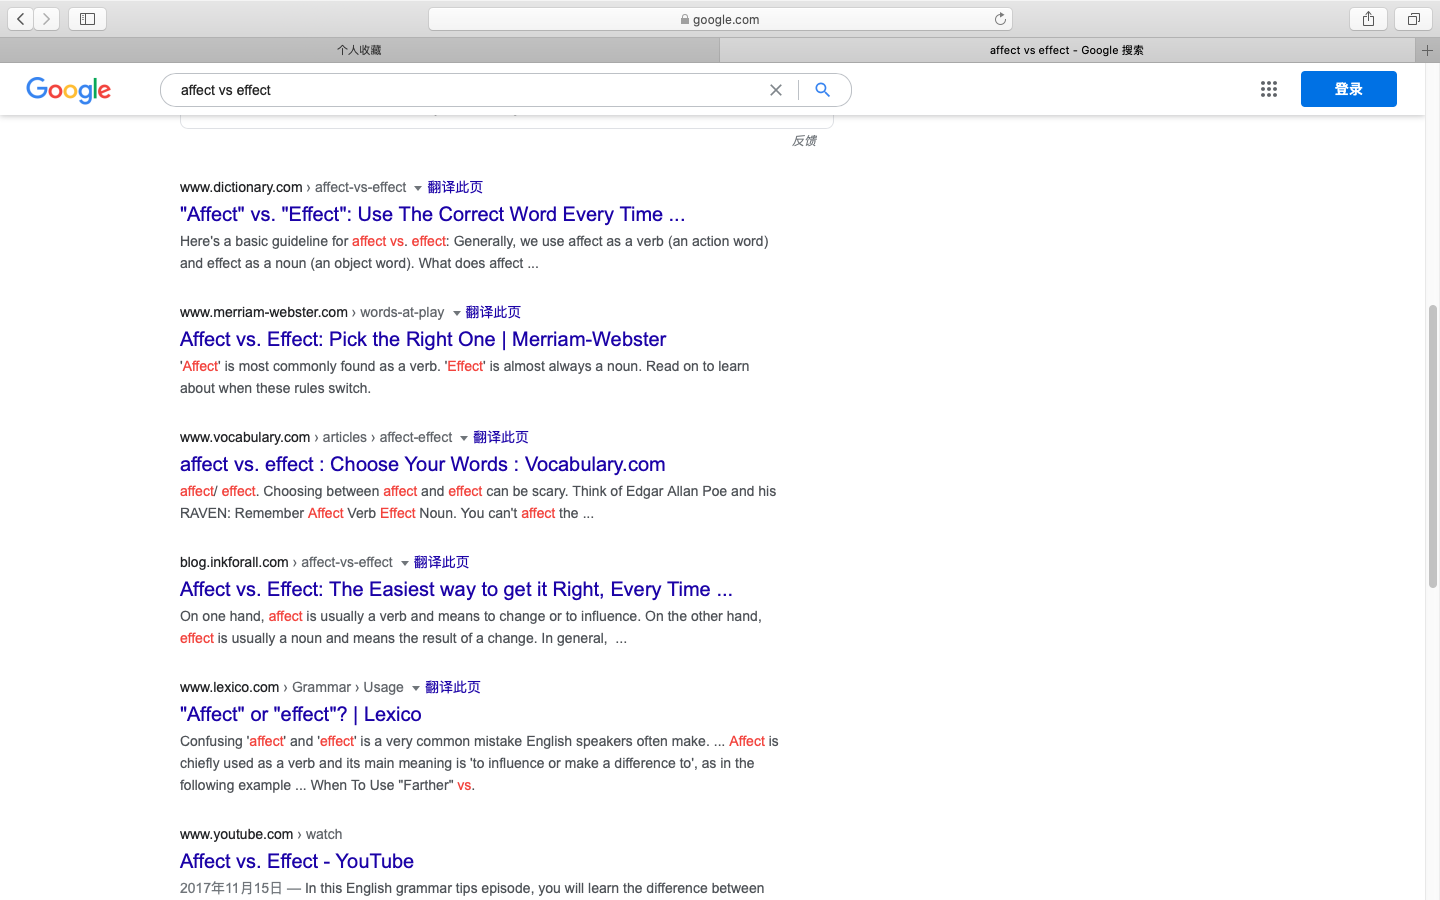 google.com
个人收藏
affect vs effect - Google 搜索
Google
affect vs effect
登录
反馈
www.dictionary.com › affect-vs-effect 翻译此页
"Affect" vs. "Effect": Use The Correct Word Every Time ...
Here's a basic guideline for affect vs. effect: Generally, we use affect as a verb (an action word)
and effect as a noun (an object word). What does affect ...
www.merriam-webster.com › words-at-play 翻译此页
Affect vs. Effect: Pick the Right One | Merriam-Webster
'Affect' is most commonly found as a verb. 'Effect' is almost always a noun. Read on to learn
about when these rules switch.
www.vocabulary.com › articles › affect-effect 翻译此页
affect vs. effect : Choose Your Words : Vocabulary.com
affect/ effect. Choosing between affect and effect can be scary. Think of Edgar Allan Poe and his
RAVEN: Remember Affect Verb Effect Noun. You can't affect the ...
blog.inkforall.com › affect-vs-effect 翻译此页
Affect vs. Effect: The Easiest way to get it Right, Every Time ...
On one hand, affect is usually a verb and means to change or to influence. On the other hand,
effect is usually a noun and means the result of a change. In general, ...
www.lexico.com › Grammar › Usage 翻译此页
"Affect" or "effect"? | Lexico
Confusing 'affect' and 'effect' is a very common mistake English speakers often make. ... Affect is
chiefly used as a verb and its main meaning is 'to influence or make a difference to', as in the
following example ... When To Use "Farther" vs.
www.youtube.com › watch
Affect vs. Effect - YouTube
2017年11月15日 — In this English grammar tips episode, you will learn the difference between